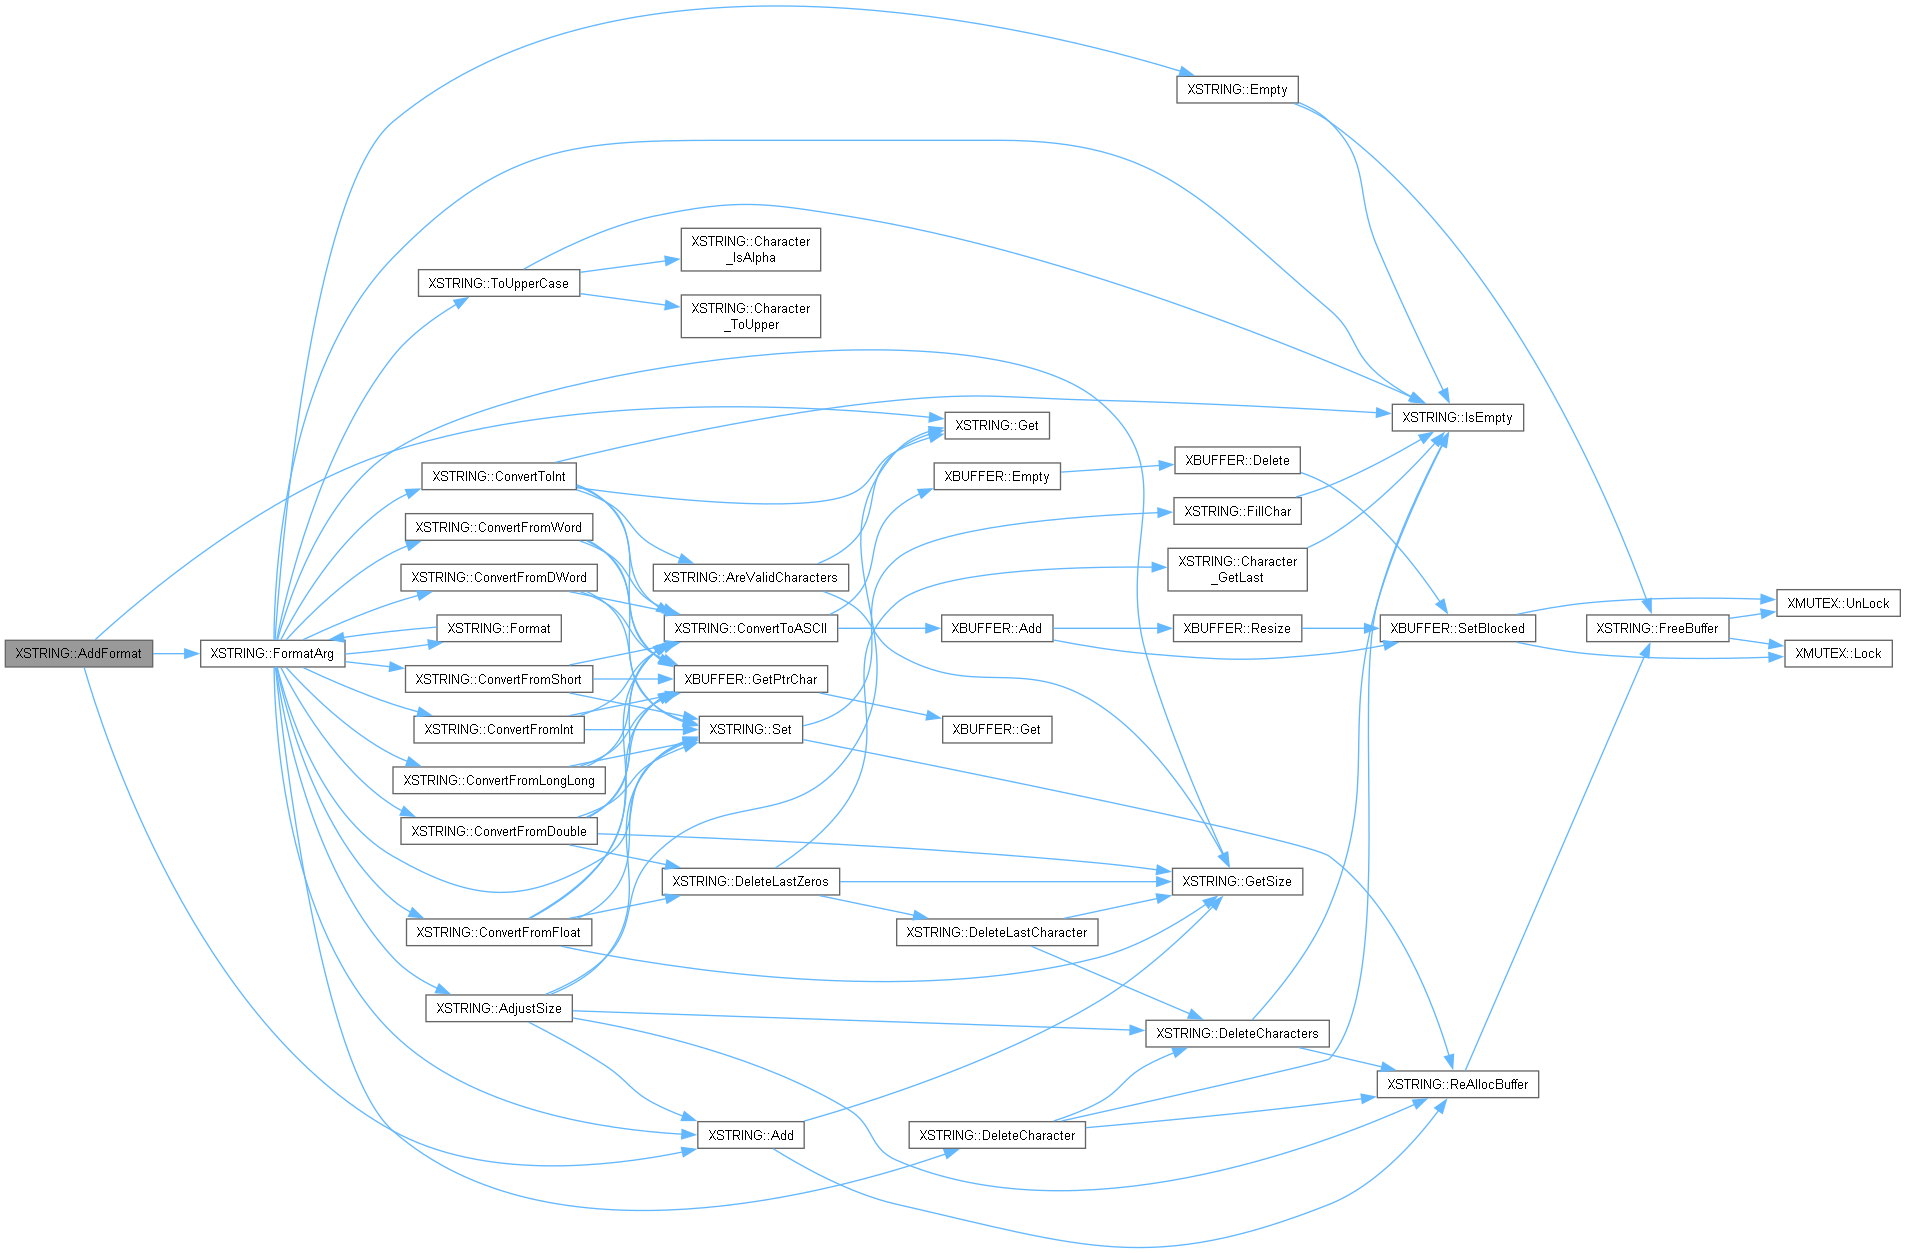 XSTRING::AddFormat
XSTRING::FormatArg
XSTRING::ToUpperCase
XSTRING::ConvertToInt
XSTRING::ConvertFromWord
XSTRING::ConvertFromDWord
XSTRING::Format
XSTRING::ConvertFromShort
XSTRING::ConvertFromInt
XSTRING::ConvertFromLongLong
XSTRING::ConvertFromDouble
XSTRING::ConvertFromFloat
XSTRING::AdjustSize
XSTRING::Character
_IsAlpha
XSTRING::Character
_ToUpper
XSTRING::AreValidCharacters
XSTRING::ConvertToASCII
XBUFFER::GetPtrChar
XSTRING::Set
XSTRING::DeleteLastZeros
XSTRING::Add
XSTRING::Get
XBUFFER::Empty
XBUFFER::Add
XBUFFER::Get
XSTRING::DeleteLastCharacter
XSTRING::DeleteCharacter
XSTRING::Empty
XBUFFER::Delete
XSTRING::FillChar
XSTRING::Character
_GetLast
XBUFFER::Resize
XSTRING::GetSize
XSTRING::DeleteCharacters
XSTRING::IsEmpty
XBUFFER::SetBlocked
XSTRING::ReAllocBuffer
XSTRING::FreeBuffer
XMUTEX::UnLock
XMUTEX::Lock